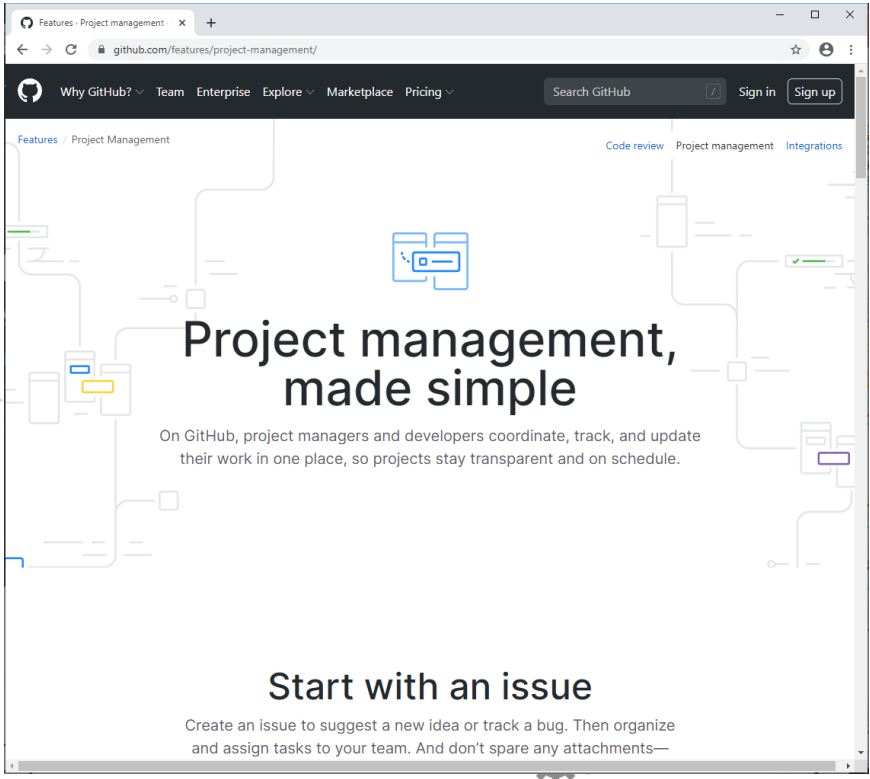 Features · Project management ·
github.com/features/project-management/
Why GitHub? Team Enterprise Explore Marketplace Pricing Search GitHub / Sign in Sign up
Features / Project Management
Code review Project management Integrations
Project management,
made simple
On GitHub, project managers and developers coordinate, track, and update
their work in one place, so projects stay transparent and on schedule.
Start with an issue
Create an issue to suggest a new idea or track a bug. Then organize
and assign tasks to your team. And don’t spare any attachments—